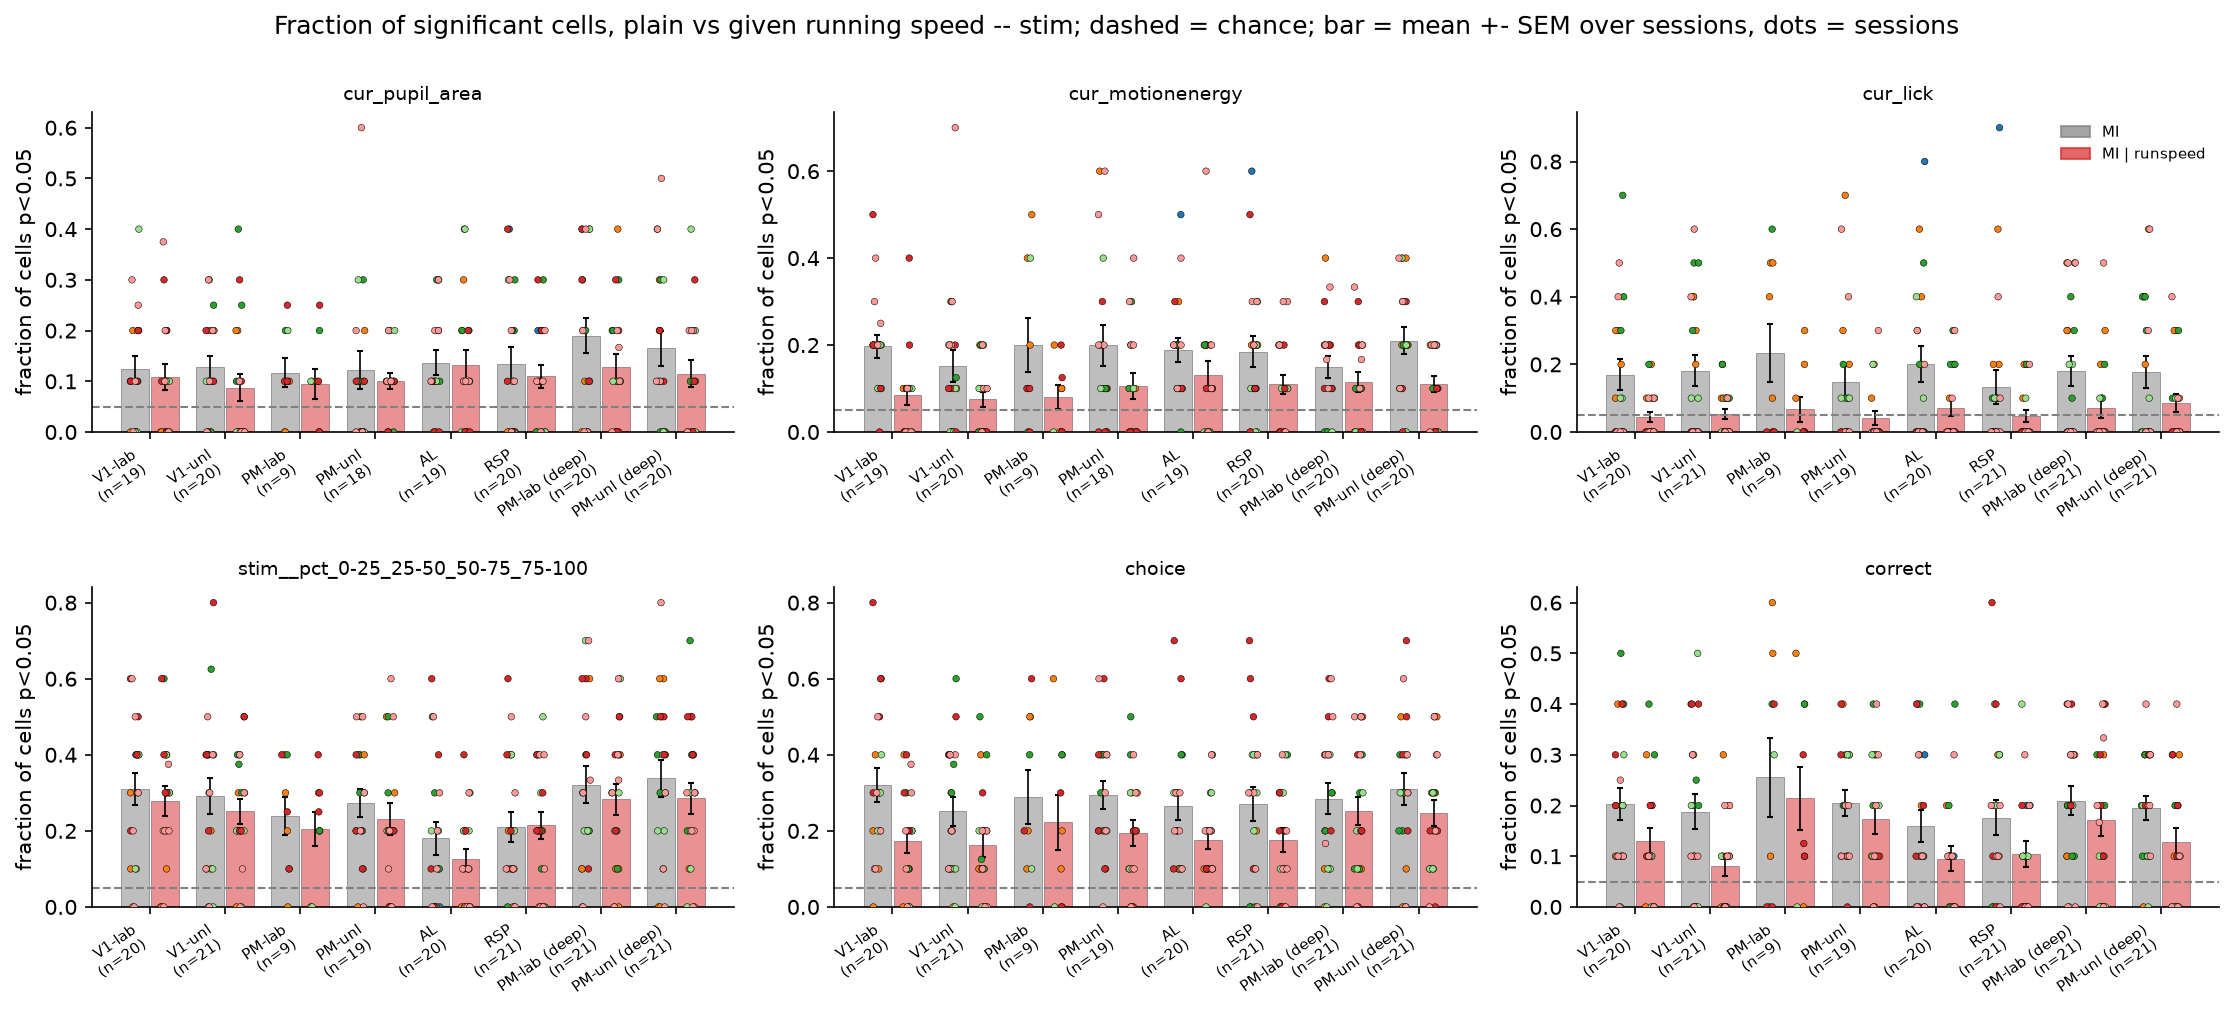 Fraction of significant cells, plain vs given running speed -- stim; dashed = chance; bar = mean +- SEM over sessions, dots = sessions
cur_pupil_area
fraction of cells p<0.05
0.6
0.5
0.4
0.3
0.2
0.1
0.0
V1-lab
(n=19)
V1-unl
(n=20)
PM-lab
(n=9)
PM-unl
(n=18)
AL
(n=19)
RSP
(n=20)
PM-lab (deep)
(n=20)
PM-unl (deep)
(n=20)
cur_motionenergy
fraction of cells p<0.05
0.6
0.4
0.2
0.0
V1-lab
(n=19)
V1-unl
(n=20)
PM-lab
(n=9)
PM-unl
(n=18)
AL
(n=19)
RSP
(n=20)
PM-lab (deep)
(n=20)
PM-unl (deep)
(n=20)
cur_lick
MI
MI | runspeed
fraction of cells p<0.05
0.8
0.6
0.4
0.2
0.0
V1-lab
(n=20)
V1-unl
(n=21)
PM-lab
(n=9)
PM-unl
(n=19)
AL
(n=20)
RSP
(n=21)
PM-lab (deep)
(n=21)
PM-unl (deep)
(n=21)
stim__pct_0-25_25-50_50-75_75-100
fraction of cells p<0.05
0.8
0.6
0.4
0.2
0.0
V1-lab
(n=20)
V1-unl
(n=21)
PM-lab
(n=9)
PM-unl
(n=19)
AL
(n=20)
RSP
(n=21)
PM-lab (deep)
(n=21)
PM-unl (deep)
(n=21)
choice
fraction of cells p<0.05
0.8
0.6
0.4
0.2
0.0
V1-lab
(n=20)
V1-unl
(n=21)
PM-lab
(n=9)
PM-unl
(n=19)
AL
(n=20)
RSP
(n=21)
PM-lab (deep)
(n=21)
PM-unl (deep)
(n=21)
correct
fraction of cells p<0.05
0.6
0.5
0.4
0.3
0.2
0.1
0.0
V1-lab
(n=20)
V1-unl
(n=21)
PM-lab
(n=9)
PM-unl
(n=19)
AL
(n=20)
RSP
(n=21)
PM-lab (deep)
(n=21)
PM-unl (deep)
(n=21)